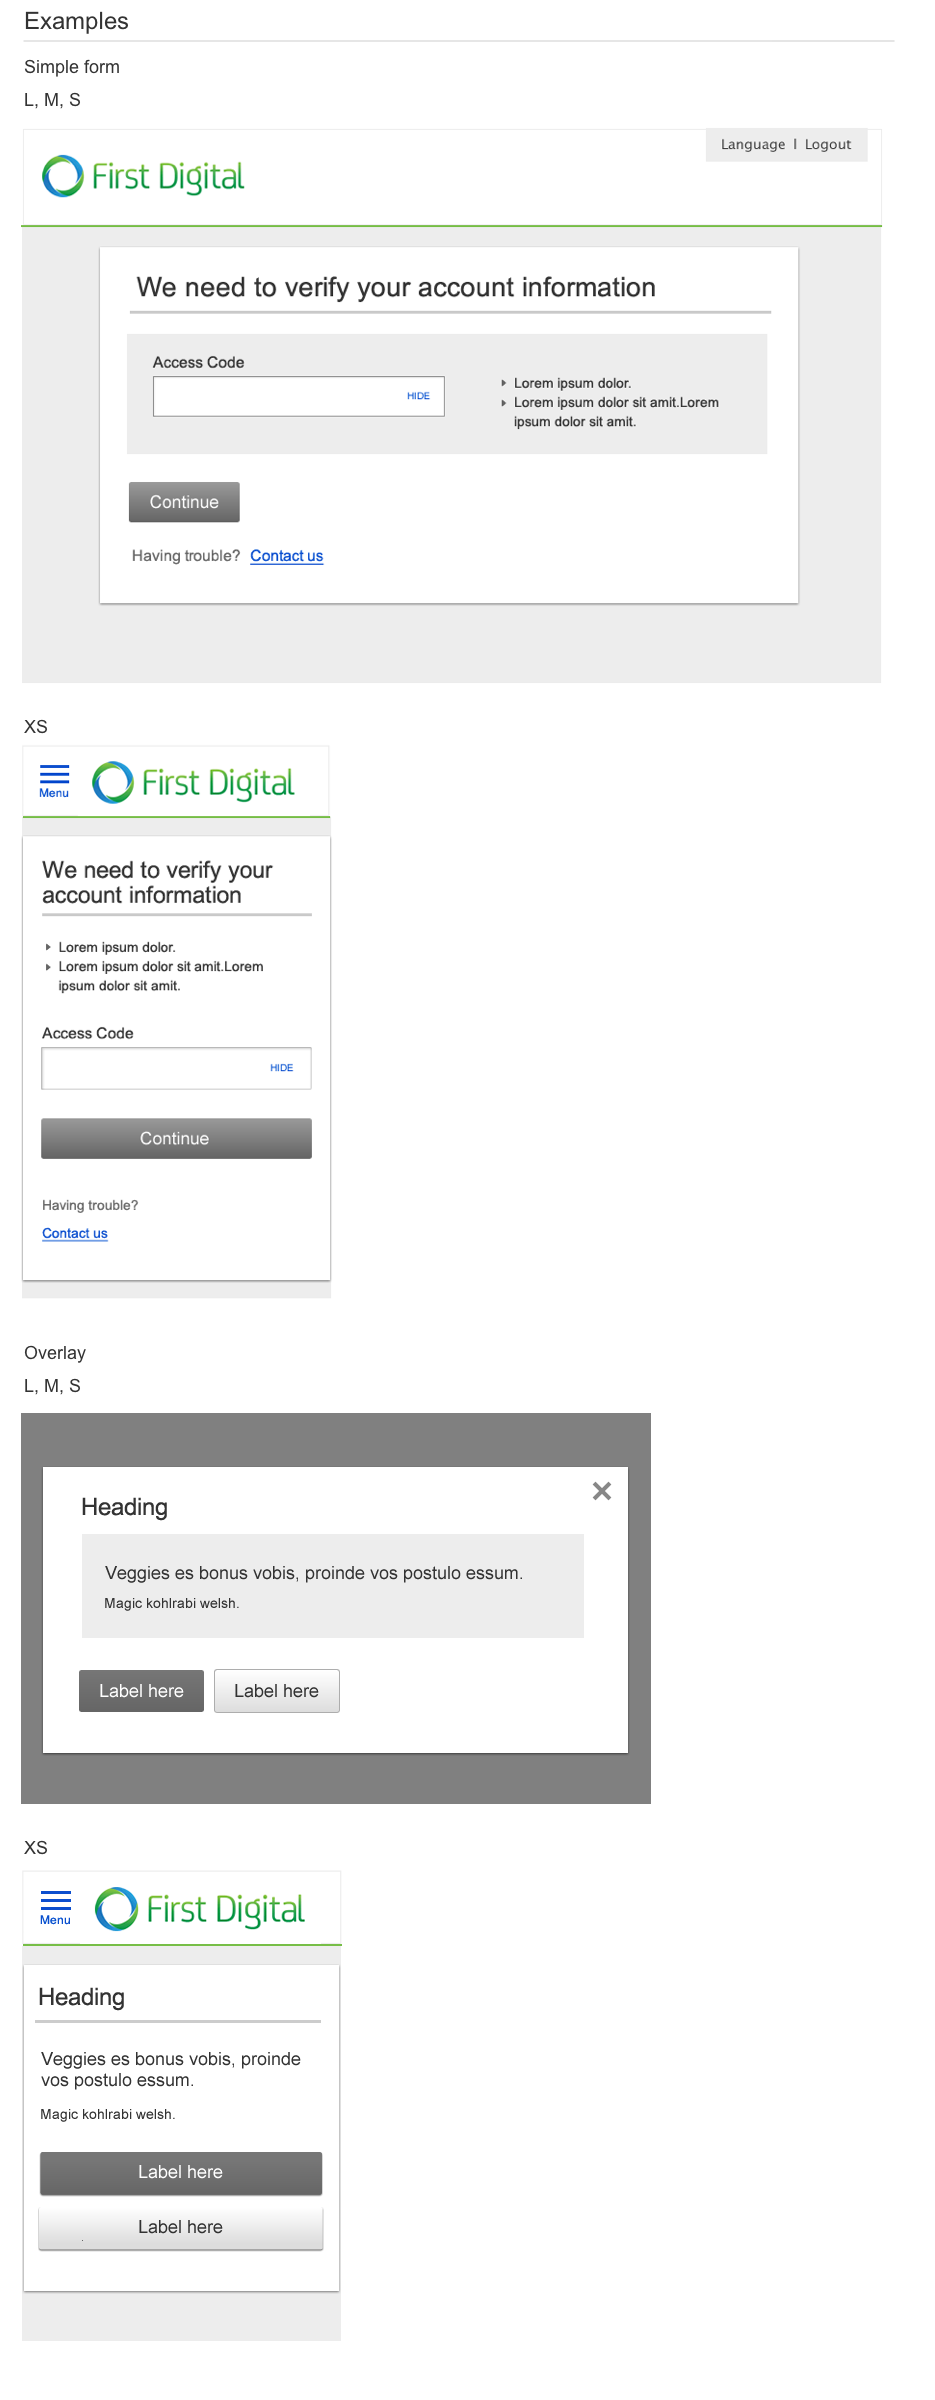 Examples
Simple form
L, M, S
Language | Logout
First Digital
We need to verify your account information
Access Code
HIDE
Lorem ipsum dolor.
Lorem ipsum dolor sit amit.Lorem
ipsum dolor sit amit.
Continue
Having trouble? Contact us
XS
Menu
First Digital
We need to verify your
account information
Lorem ipsum dolor.
Lorem ipsum dolor sit amit.Lorem
ipsum dolor sit amit.
Access Code
HIDE
Continue
Having trouble?
Contact us
Overlay
L, M, S
Heading
Veggies es bonus vobis, proinde vos postulo essum.
Magic kohlrabi welsh.
Label here
Label here
XS
Menu
First Digital
Heading
Veggies es bonus vobis, proinde
vos postulo essum.
Magic kohlrabi welsh.
Label here
Label here